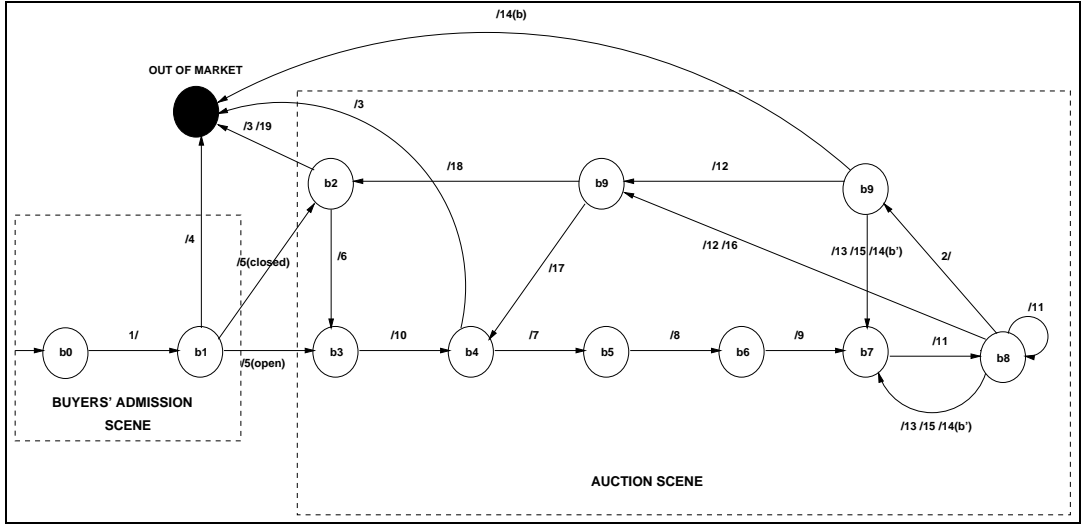 /14(b)
OUT OF MARKET
/3
/3 /19
b2
/18
b9
/12
b9
/4
/5(closed)
/6
/17
/12 /16
/13 /15 /14(b')
2/
/11
b0
1/
b1
/5(open)
b3
/10
b4
/7
b5
/8
b6
/9
b7
/11
b8
/13 /15 /14(b')
BUYERS' ADMISSION
SCENE
AUCTION SCENE